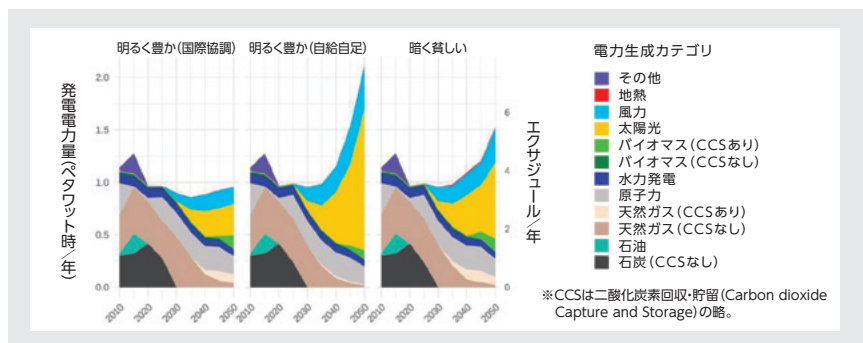 明るく豊か(国際協調)
明るく豊か(自給自足)
暗く貧しい
発電電力量(ペタワット時/年)
2.0
1.5
1.0
0.5
0.0
2010
2020
2030
2040
2050
2010
2020
2030
2040
2050
2010
2020
2030
2040
2050
6
4
2
0
エクサジュール/年
電力生成カテゴリ
その他
地熱
風力
太陽光
バイオマス(CCSあり)
バイオマス(CCSなし)
水力発電
原子力
天然ガス(CCSあり)
天然ガス(CCSなし)
石油
石炭(CCSなし)
※CCSは二酸化炭素回収・貯留(Carbon dioxide
Capture and Storage)の略。